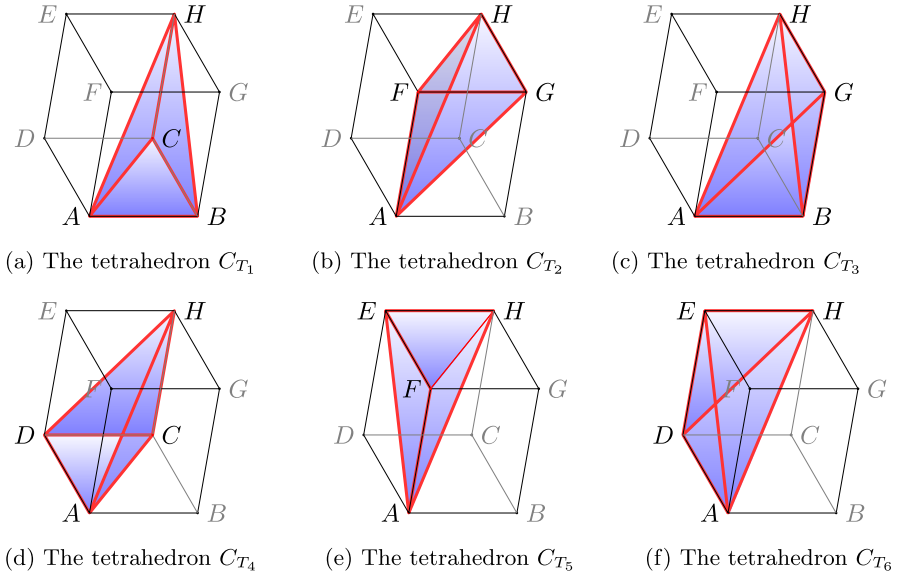 E H
F G
D C
A B
(a) The tetrahedron $C_{T_1}$
E H
F G
D C
A B
(b) The tetrahedron $C_{T_2}$
E H
F G
D C
A B
(c) The tetrahedron $C_{T_3}$
E H
F G
D C
A B
(d) The tetrahedron $C_{T_4}$
E H
F G
D C
A B
(e) The tetrahedron $C_{T_5}$
E H
F G
D C
A B
(f) The tetrahedron $C_{T_6}$